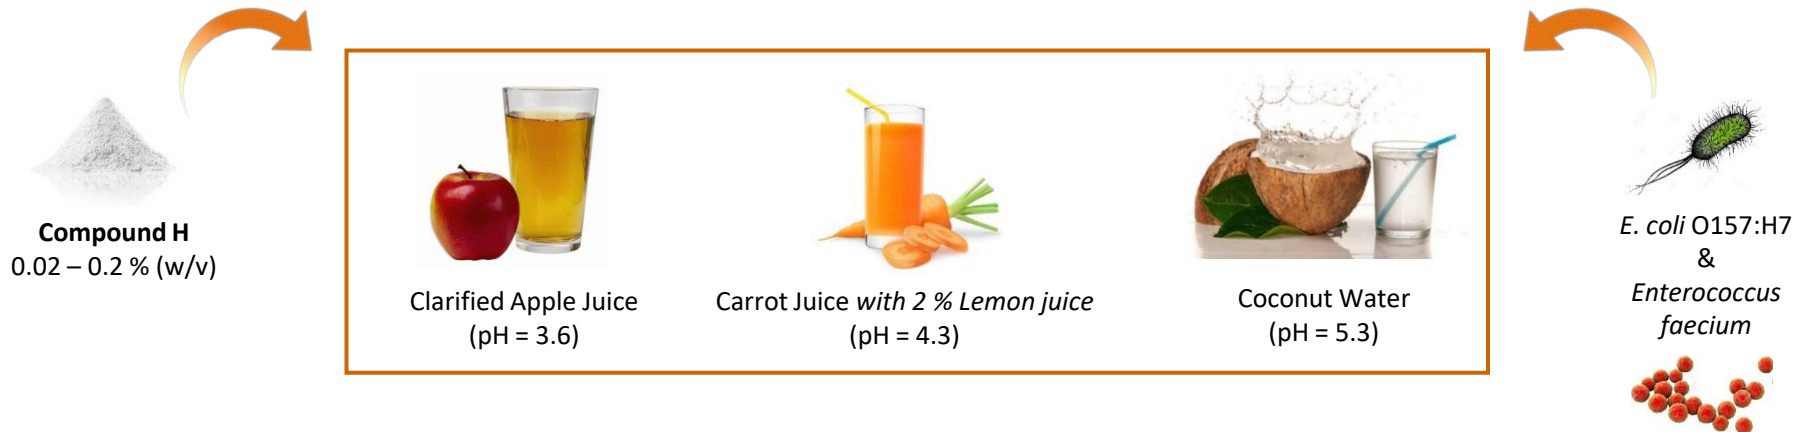 Compound H
0.02 – 0.2 % (w/v)
Clarified Apple Juice
(pH = 3.6)
Carrot Juice with 2 % Lemon juice
(pH = 4.3)
Coconut Water
(pH = 5.3)
E. coli O157:H7
&
Enterococcus
faecium